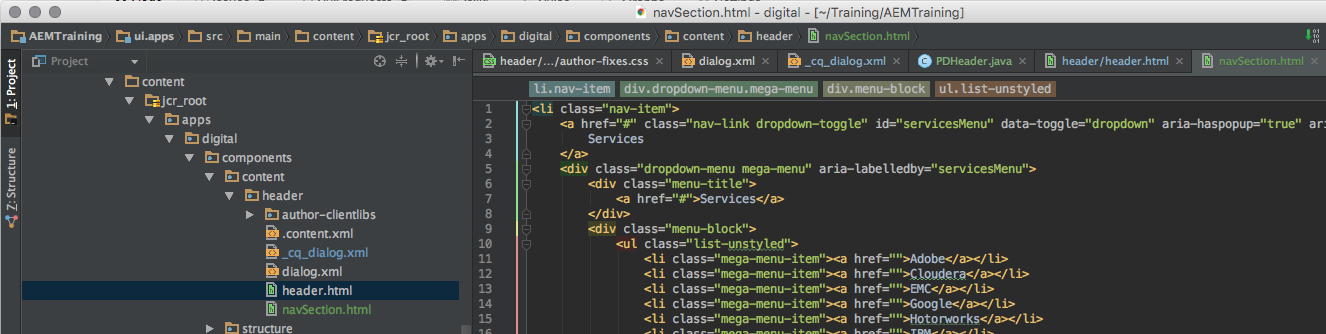 navSection.html - digital - [~/Training/AEMTraining]
AEMTraining ui.apps src main content jcr_root apps digital components content header navSection.html
Project
header/.../author-fixes.css dialog.xml _cq_dialog.xml PDHeader.java header/header.html navSection.html
1: Project
Z: Structure
content
jcr_root
apps
digital
components
content
header
author-clientlibs
.content.xml
_cq_dialog.xml
dialog.xml
header.html
navSection.html
structure
li.nav-item div.dropdown-menu.mega-menu div.menu-block ul.list-unstyled
1 <li class="nav-item">
2 <a href="#" class="nav-link dropdown-toggle" id="servicesMenu" data-toggle="dropdown" aria-haspopup="true" ar
3 Services
4 </a>
5 <div class="dropdown-menu mega-menu" aria-labelledby="servicesMenu">
6 <div class="menu-title">
7 <a href="#">Services</a>
8 </div>
9 <div class="menu-block">
10 <ul class="list-unstyled">
11 <li class="mega-menu-item"><a href="">Adobe</a></li>
12 <li class="mega-menu-item"><a href="">Cloudera</a></li>
13 <li class="mega-menu-item"><a href="">EMC</a></li>
14 <li class="mega-menu-item"><a href="">Google</a></li>
15 <li class="mega-menu-item"><a href="">Hotorworks</a></li>
16 <li class="mega-menu-item"><a href="">IBM</a></li>